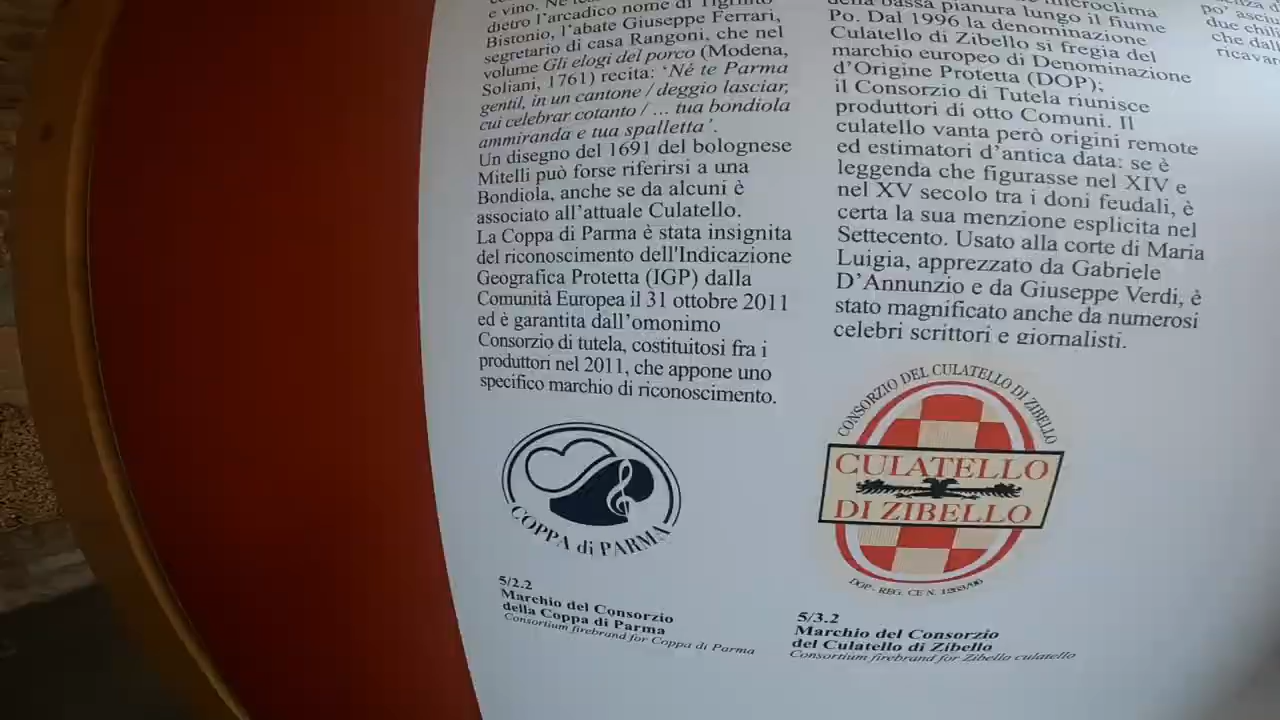 e vino. Né
dietro l'arcadico nome di Tigrinto
Bistonio, l'abate Giuseppe Ferrari,
segretario di casa Rangoni, che nel
volume Gli elogi del porco (Modena,
Soliani, 1761) recita: 'Né te Parma
gentil, in un cantone / deggio lasciar,
cui celebrar cotanto / ... tua bondiola
ammiranda e tua spalletta'.
Un disegno del 1691 del bolognese
Mitelli può forse riferirsi a una
Bondiola, anche se da alcuni è
associato all'attuale Culatello.
La Coppa di Parma è stata insignita
del riconoscimento dell'Indicazione
Geografica Protetta (IGP) dalla
Comunità Europea il 31 ottobre 2011
ed è garantita dall'omonimo
Consorzio di tutela, costituitosi fra i
produttori nel 2011, che appone uno
specifico marchio di riconoscimento.
COPPA di PARMA
5/2.2
Marchio del Consorzio
della Coppa di Parma
Consortium firebrand for Coppa di Parma
microclima
della bassa pianura lungo il fiume
Po. Dal 1996 la denominazione
Culatello di Zibello si fregia del
marchio europeo di Denominazione
d'Origine Protetta (DOP);
il Consorzio di Tutela riunisce
produttori di otto Comuni. Il
culatello vanta però origini remote
ed estimatori d'antica data: se è
leggenda che figurasse nel XIV e
nel XV secolo tra i doni feudali, è
certa la sua menzione esplicita nel
Settecento. Usato alla corte di Maria
Luigia, apprezzato da Gabriele
D'Annunzio e da Giuseppe Verdi, è
stato magnificato anche da numerosi
celebri scrittori e giornalisti.
CONSORZIO DEL CULATELLO DI ZIBELLO
CULATELLO
DI ZIBELLO
DOP - REG. CE N. 1263/96
5/3.2
Marchio del Consorzio
del Culatello di Zibello
Consortium firebrand for Zibello culatello
po' asciu
due chili
che dall
ricavar